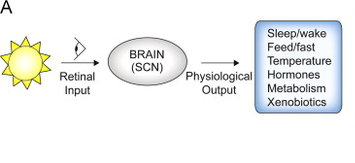 A
Retinal
Input
BRAIN
(SCN)
Physiological
Output
Sleep/wake
Feed/fast
Temperature
Hormones
Metabolism
Xenobiotics